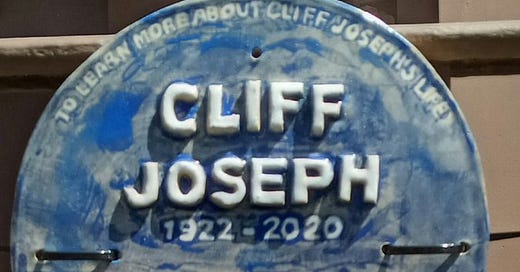 TO LEARN MORE ABOUT CLIFF JOSEPH'S LIFE!
CLIFF
JOSEPH
1922 - 2020